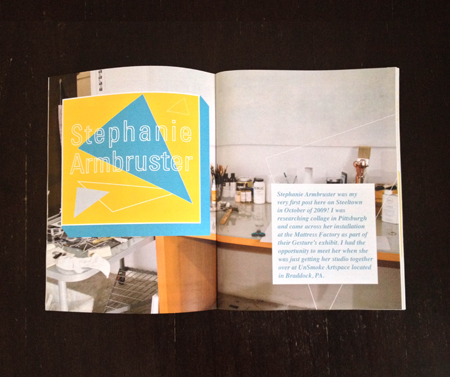 Stephanie
Armbruster
Stephanie Armbruster was my
very first post here on Steeltown
in October of 2009! I was
researching collage in Pittsburgh
and came across her installation
at the Mattress Factory as part of
their Gesture's exhibit. I had the
opportunity to meet her when she
was just getting her studio together
over at UnSmoke Artspace located
in Braddock, PA.